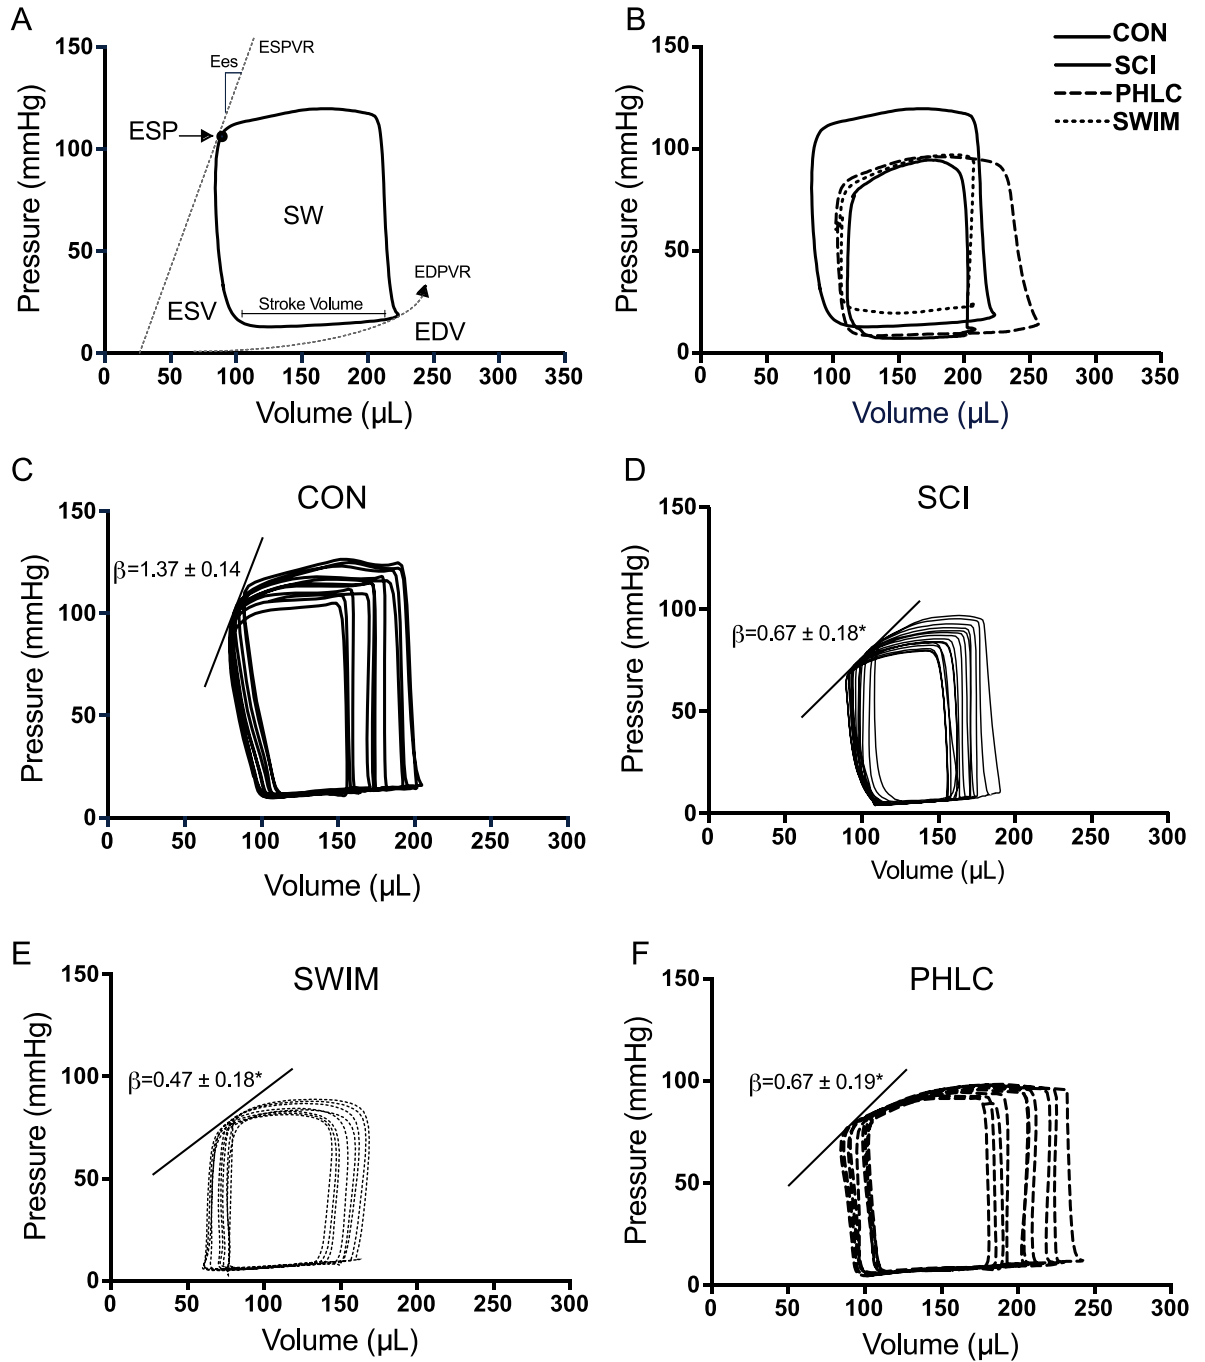 A
Pressure (mmHg)
150
100
50
0
0 50 100 150 200 250 300 350
Volume (µL)
Ees
ESPVR
ESP
SW
ESV
Stroke Volume
EDPVR
EDV
B
Pressure (mmHg)
150
100
50
0
0 50 100 150 200 250 300 350
Volume (µL)
CON
SCI
PHLC
SWIM
C
CON
Pressure (mmHg)
150
100
50
0
β=1.37 ± 0.14
0 50 100 150 200 250 300
Volume (µL)
D
SCI
Pressure (mmHg)
150
100
50
0
β=0.67 ± 0.18*
0 50 100 150 200 250 300
Volume (µL)
E
SWIM
Pressure (mmHg)
150
100
50
0
β=0.47 ± 0.18*
0 50 100 150 200 250 300
Volume (µL)
F
PHLC
Pressure (mmHg)
150
100
50
0
β=0.67 ± 0.19*
0 50 100 150 200 250 300
Volume (µL)